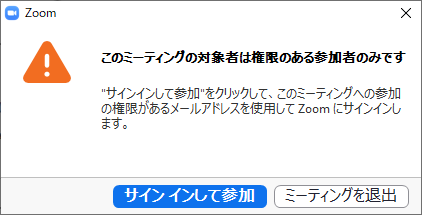 Zoom
このミーティングの対象者は権限のある参加者のみです
"サインインして参加"をクリックして、このミーティングへの参加
の権限があるメールアドレスを使用して Zoom にサインインし
ます。
サイン インして参加
ミーティングを退出